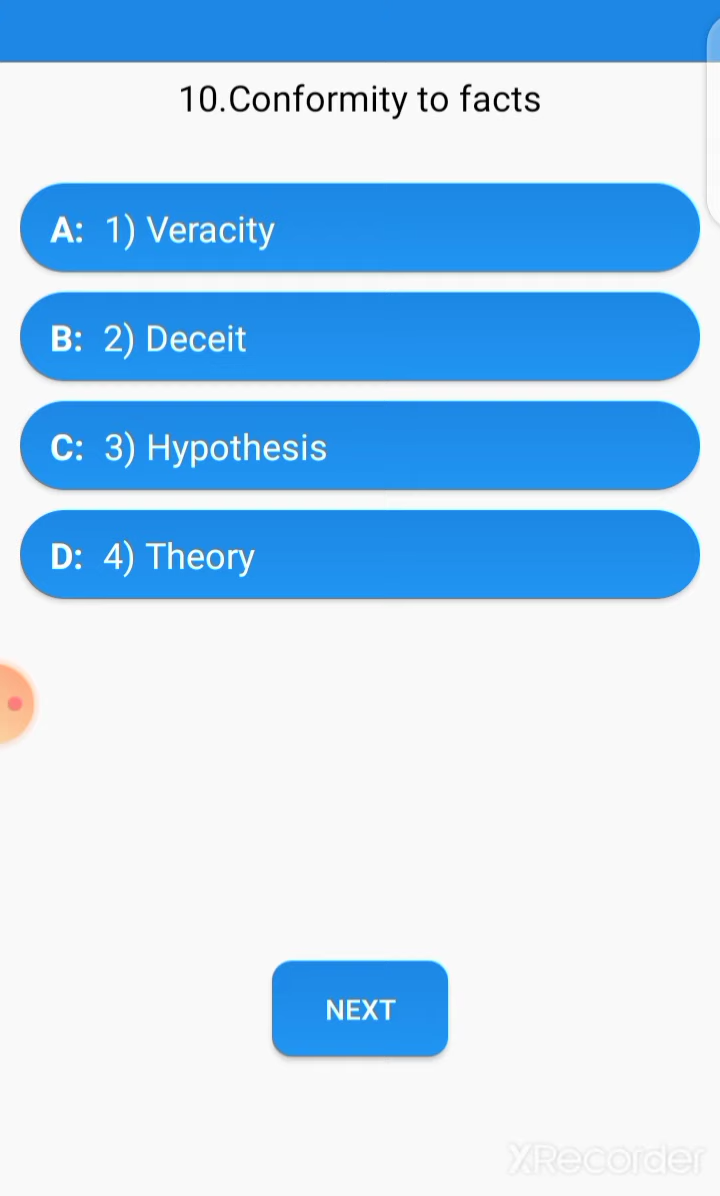 10.Conformity to facts
A: 1) Veracity
B: 2) Deceit
C: 3) Hypothesis
D: 4) Theory
NEXT
XRecorder